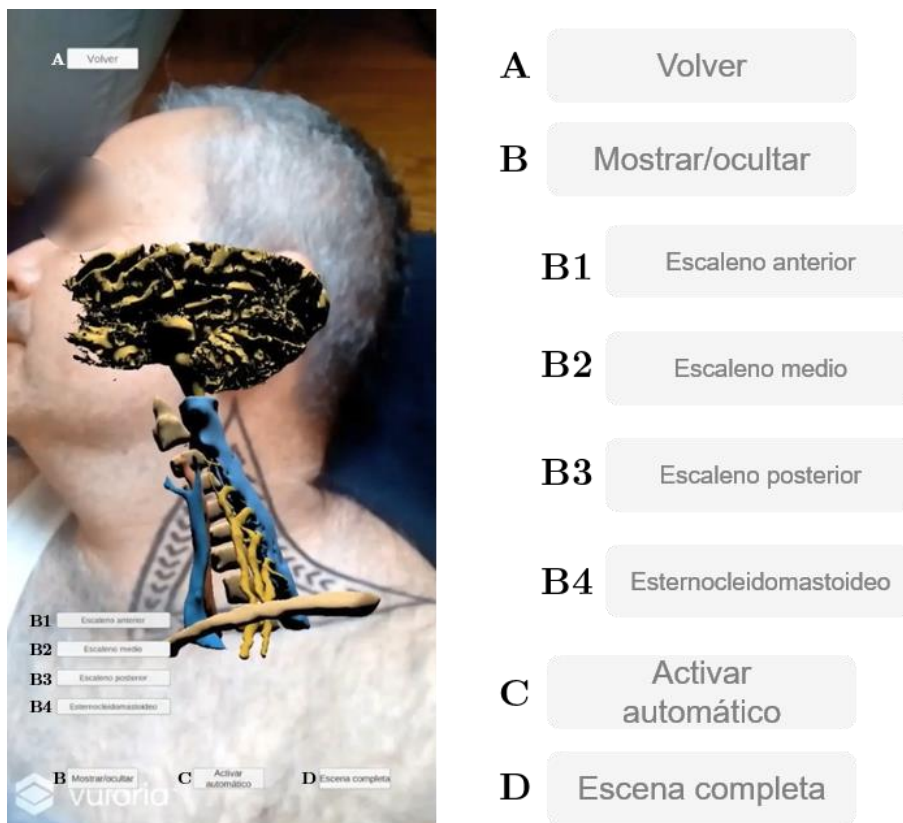 A Volver
B1 Escaleno anterior
B2 Escaleno medio
B3 Escaleno posterior
B4 Esternocleidomastoideo
B Mostrar/ocultar
C Activar
automático
D Escena completa
vuforia
A Volver
B Mostrar/ocultar
B1 Escaleno anterior
B2 Escaleno medio
B3 Escaleno posterior
B4 Esternocleidomastoideo
C Activar
automático
D Escena completa